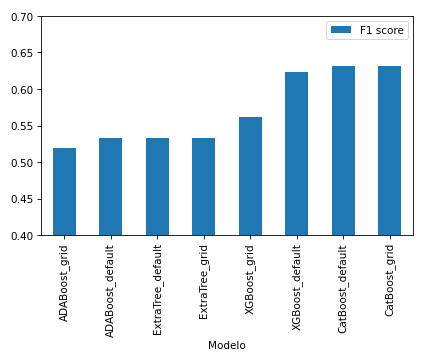 0.70
0.65
0.60
0.55
0.50
0.45
0.40
F1 score
ADABoost_grid
ADABoost_default
ExtraTree_default
ExtraTree_grid
XGBoost_grid
XGBoost_default
CatBoost_default
CatBoost_grid
Modelo